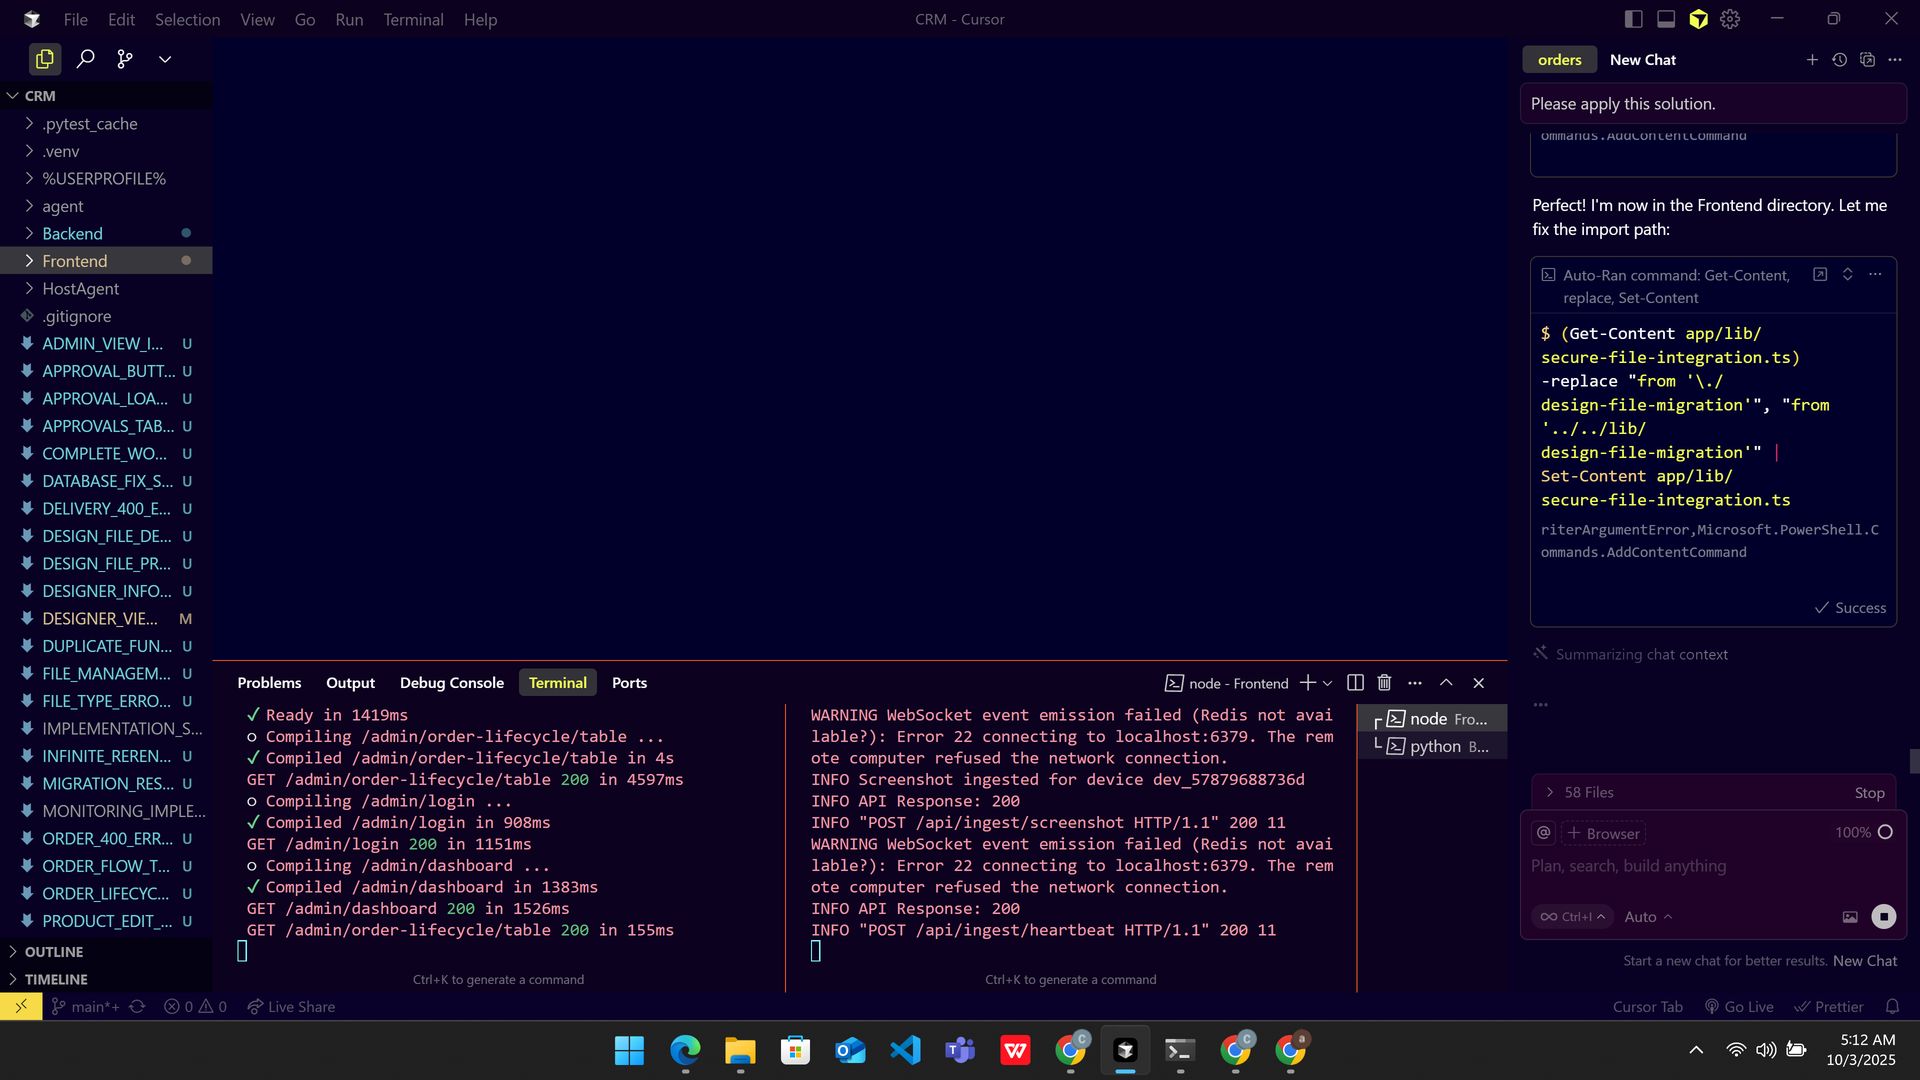 File Edit Selection View Go Run Terminal Help
CRM - Cursor
CRM
.pytest_cache
.venv
%USERPROFILE%
agent
Backend
Frontend
HostAgent
.gitignore
ADMIN_VIEW_I... U
APPROVAL_BUTT... U
APPROVAL_LOA... U
APPROVALS_TAB... U
COMPLETE_WO... U
DATABASE_FIX_S... U
DELIVERY_400_E... U
DESIGN_FILE_DE... U
DESIGN_FILE_PR... U
DESIGNER_INFO... U
DESIGNER_VIE... M
DUPLICATE_FUN... U
FILE_MANAGEM... U
FILE_TYPE_ERRO... U
IMPLEMENTATION_S...
INFINITE_REREN... U
MIGRATION_RES... U
MONITORING_IMPLE...
ORDER_400_ERR... U
ORDER_FLOW_T... U
ORDER_LIFECYC... U
PRODUCT_EDIT_... U
OUTLINE
TIMELINE
Problems Output Debug Console Terminal Ports
node - Frontend
✓ Ready in 1419ms
○ Compiling /admin/order-lifecycle/table ...
✓ Compiled /admin/order-lifecycle/table in 4s
GET /admin/order-lifecycle/table 200 in 4597ms
○ Compiling /admin/login ...
✓ Compiled /admin/login in 908ms
GET /admin/login 200 in 1151ms
○ Compiling /admin/dashboard ...
✓ Compiled /admin/dashboard in 1383ms
GET /admin/dashboard 200 in 1526ms
GET /admin/order-lifecycle/table 200 in 155ms
Ctrl+K to generate a command
WARNING WebSocket event emission failed (Redis not avai
lable?): Error 22 connecting to localhost:6379. The rem
ote computer refused the network connection.
INFO Screenshot ingested for device dev_57879688736d
INFO API Response: 200
INFO "POST /api/ingest/screenshot HTTP/1.1" 200 11
WARNING WebSocket event emission failed (Redis not avai
lable?): Error 22 connecting to localhost:6379. The rem
ote computer refused the network connection.
INFO API Response: 200
INFO "POST /api/ingest/heartbeat HTTP/1.1" 200 11
Ctrl+K to generate a command
node Fro...
python B...
orders New Chat
Please apply this solution.
ommands.AddContentCommand
Perfect! I'm now in the Frontend directory. Let me
fix the import path:
Auto-Ran command: Get-Content,
replace, Set-Content
$ (Get-Content app/lib/
secure-file-integration.ts)
-replace "from '\./
design-file-migration'", "from
'../../lib/
design-file-migration'" |
Set-Content app/lib/
secure-file-integration.ts
riterArgumentError,Microsoft.PowerShell.C
ommands.AddContentCommand
✓ Success
Summarizing chat context
58 Files Stop
@ + Browser 100%
Plan, search, build anything
∞ Ctrl+I Auto
Start a new chat for better results. New Chat
main*+ 0 0 Live Share
Cursor Tab Go Live Prettier
5:12 AM
10/3/2025